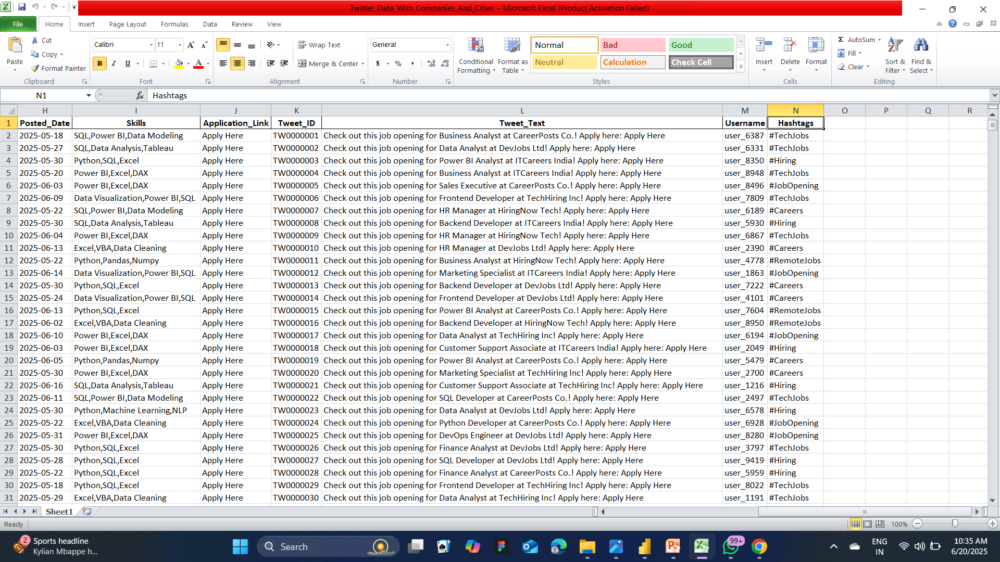 Twitter_Data_With_Companies_And_Cities - Microsoft Excel (Product Activation Failed)
File Home Insert Page Layout Formulas Data Review View
Paste
Cut
Copy
Format Painter
Clipboard
Calibri 11
B I U
Font
Wrap Text
Merge & Center
Alignment
General
$ % ,
Number
Conditional Formatting
Format as Table
Normal Bad Good
Neutral Calculation Check Cell
Styles
Insert Delete Format
Cells
Σ AutoSum
Fill
Clear
Sort & Filter
Find & Select
Editing
N1 fx Hashtags
H I J K L M N O P Q R
1 Posted_Date Skills Application_Link Tweet_ID Tweet_Text Username Hashtags
2 2025-05-18 SQL,Power BI,Data Modeling Apply Here TW0000001 Check out this job opening for Business Analyst at CareerPosts Co.! Apply here: Apply Here user_6387 #TechJobs
3 2025-05-27 SQL,Data Analysis,Tableau Apply Here TW0000002 Check out this job opening for Data Analyst at DevJobs Ltd! Apply here: Apply Here user_6331 #TechJobs
4 2025-05-30 Python,SQL,Excel Apply Here TW0000003 Check out this job opening for Power BI Analyst at ITCareers India! Apply here: Apply Here user_8350 #Hiring
5 2025-05-20 Power BI,Excel,DAX Apply Here TW0000004 Check out this job opening for Business Analyst at ITCareers India! Apply here: Apply Here user_8948 #TechJobs
6 2025-06-03 Power BI,Excel,DAX Apply Here TW0000005 Check out this job opening for Sales Executive at CareerPosts Co.! Apply here: Apply Here user_8496 #JobOpening
7 2025-06-09 Data Visualization,Power BI,SQL Apply Here TW0000006 Check out this job opening for Frontend Developer at TechHiring Inc! Apply here: Apply Here user_7809 #TechJobs
8 2025-05-22 SQL,Power BI,Data Modeling Apply Here TW0000007 Check out this job opening for HR Manager at HiringNow Tech! Apply here: Apply Here user_6189 #Careers
9 2025-05-30 SQL,Data Analysis,Tableau Apply Here TW0000008 Check out this job opening for Backend Developer at ITCareers India! Apply here: Apply Here user_5930 #Hiring
10 2025-06-04 Power BI,Excel,DAX Apply Here TW0000009 Check out this job opening for HR Manager at HiringNow Tech! Apply here: Apply Here user_6867 #TechJobs
11 2025-06-13 Excel,VBA,Data Cleaning Apply Here TW0000010 Check out this job opening for HR Manager at DevJobs Ltd! Apply here: Apply Here user_2390 #Careers
12 2025-05-22 Python,Pandas,Numpy Apply Here TW0000011 Check out this job opening for Business Analyst at HiringNow Tech! Apply here: Apply Here user_4778 #RemoteJobs
13 2025-06-14 Data Visualization,Power BI,SQL Apply Here TW0000012 Check out this job opening for Marketing Specialist at ITCareers India! Apply here: Apply Here user_1863 #JobOpening
14 2025-05-30 Python,SQL,Excel Apply Here TW0000013 Check out this job opening for Backend Developer at DevJobs Ltd! Apply here: Apply Here user_7222 #Careers
15 2025-05-24 Data Visualization,Power BI,SQL Apply Here TW0000014 Check out this job opening for Frontend Developer at DevJobs Ltd! Apply here: Apply Here user_4101 #Careers
16 2025-06-13 Python,SQL,Excel Apply Here TW0000015 Check out this job opening for Power BI Analyst at CareerPosts Co.! Apply here: Apply Here user_7604 #RemoteJobs
17 2025-06-02 Excel,VBA,Data Cleaning Apply Here TW0000016 Check out this job opening for Backend Developer at HiringNow Tech! Apply here: Apply Here user_8950 #RemoteJobs
18 2025-06-10 Power BI,Excel,DAX Apply Here TW0000017 Check out this job opening for Data Analyst at TechHiring Inc! Apply here: Apply Here user_6194 #JobOpening
19 2025-06-03 Power BI,Excel,DAX Apply Here TW0000018 Check out this job opening for Customer Support Associate at ITCareers India! Apply here: Apply Here user_2049 #Hiring
20 2025-06-05 Python,Pandas,Numpy Apply Here TW0000019 Check out this job opening for Power BI Analyst at CareerPosts Co.! Apply here: Apply Here user_5479 #Careers
21 2025-05-30 Power BI,Excel,DAX Apply Here TW0000020 Check out this job opening for Marketing Specialist at TechHiring Inc! Apply here: Apply Here user_2700 #Careers
22 2025-06-16 SQL,Data Analysis,Tableau Apply Here TW0000021 Check out this job opening for Customer Support Associate at TechHiring Inc! Apply here: Apply Here user_1216 #Hiring
23 2025-06-11 SQL,Power BI,Data Modeling Apply Here TW0000022 Check out this job opening for SQL Developer at CareerPosts Co.! Apply here: Apply Here user_2497 #TechJobs
24 2025-05-30 Python,Machine Learning,NLP Apply Here TW0000023 Check out this job opening for Data Analyst at DevJobs Ltd! Apply here: Apply Here user_6578 #Hiring
25 2025-05-22 Excel,VBA,Data Cleaning Apply Here TW0000024 Check out this job opening for Python Developer at CareerPosts Co.! Apply here: Apply Here user_6928 #JobOpening
26 2025-05-31 Power BI,Excel,DAX Apply Here TW0000025 Check out this job opening for DevOps Engineer at DevJobs Ltd! Apply here: Apply Here user_8280 #JobOpening
27 2025-05-30 Python,SQL,Excel Apply Here TW0000026 Check out this job opening for Finance Analyst at DevJobs Ltd! Apply here: Apply Here user_3797 #TechJobs
28 2025-05-28 Python,SQL,Excel Apply Here TW0000027 Check out this job opening for SQL Developer at DevJobs Ltd! Apply here: Apply Here user_9419 #Hiring
29 2025-05-22 Python,SQL,Excel Apply Here TW0000028 Check out this job opening for Finance Analyst at CareerPosts Co.! Apply here: Apply Here user_5959 #Hiring
30 2025-05-18 Python,SQL,Excel Apply Here TW0000029 Check out this job opening for Frontend Developer at TechHiring Inc! Apply here: Apply Here user_8022 #TechJobs
31 2025-05-29 Excel,VBA,Data Cleaning Apply Here TW0000030 Check out this job opening for Data Analyst at TechHiring Inc! Apply here: Apply Here user_1191 #TechJobs
Sheet1
Ready 100%
2 Sports headline
Kylian Mbappe h...
Search
99+
ENG
IN
10:35 AM
6/20/2025